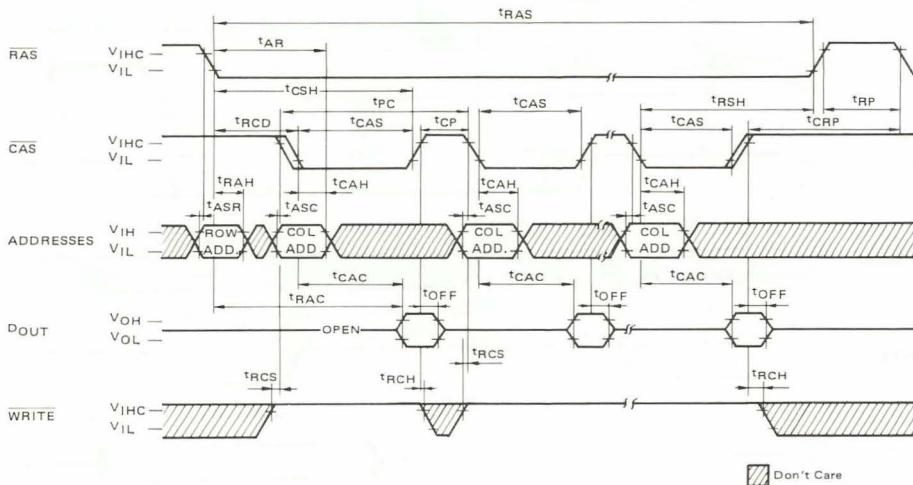 tRAS
RAS
VIHC
VIL
tAR
tCSH
tPC
tCAS
tRSH
tRP
tRCD
tCAS
tCP
tCAS
tCRP
CAS
VIHC
VIL
tRAH
tCAH
tCAH
tCAH
tASR
tASC
tASC
tASC
ADDRESSES
VIH
VIL
ROW ADD.
COL ADD
COL ADD.
COL ADD
tCAC
tCAC
tCAC
tRAC
tOFF
tOFF
tOFF
DOUT
VOH
VOL
OPEN
tRCS
tRCS
tRCH
tRCH
WRITE
VIHC
VIL
Don't Care